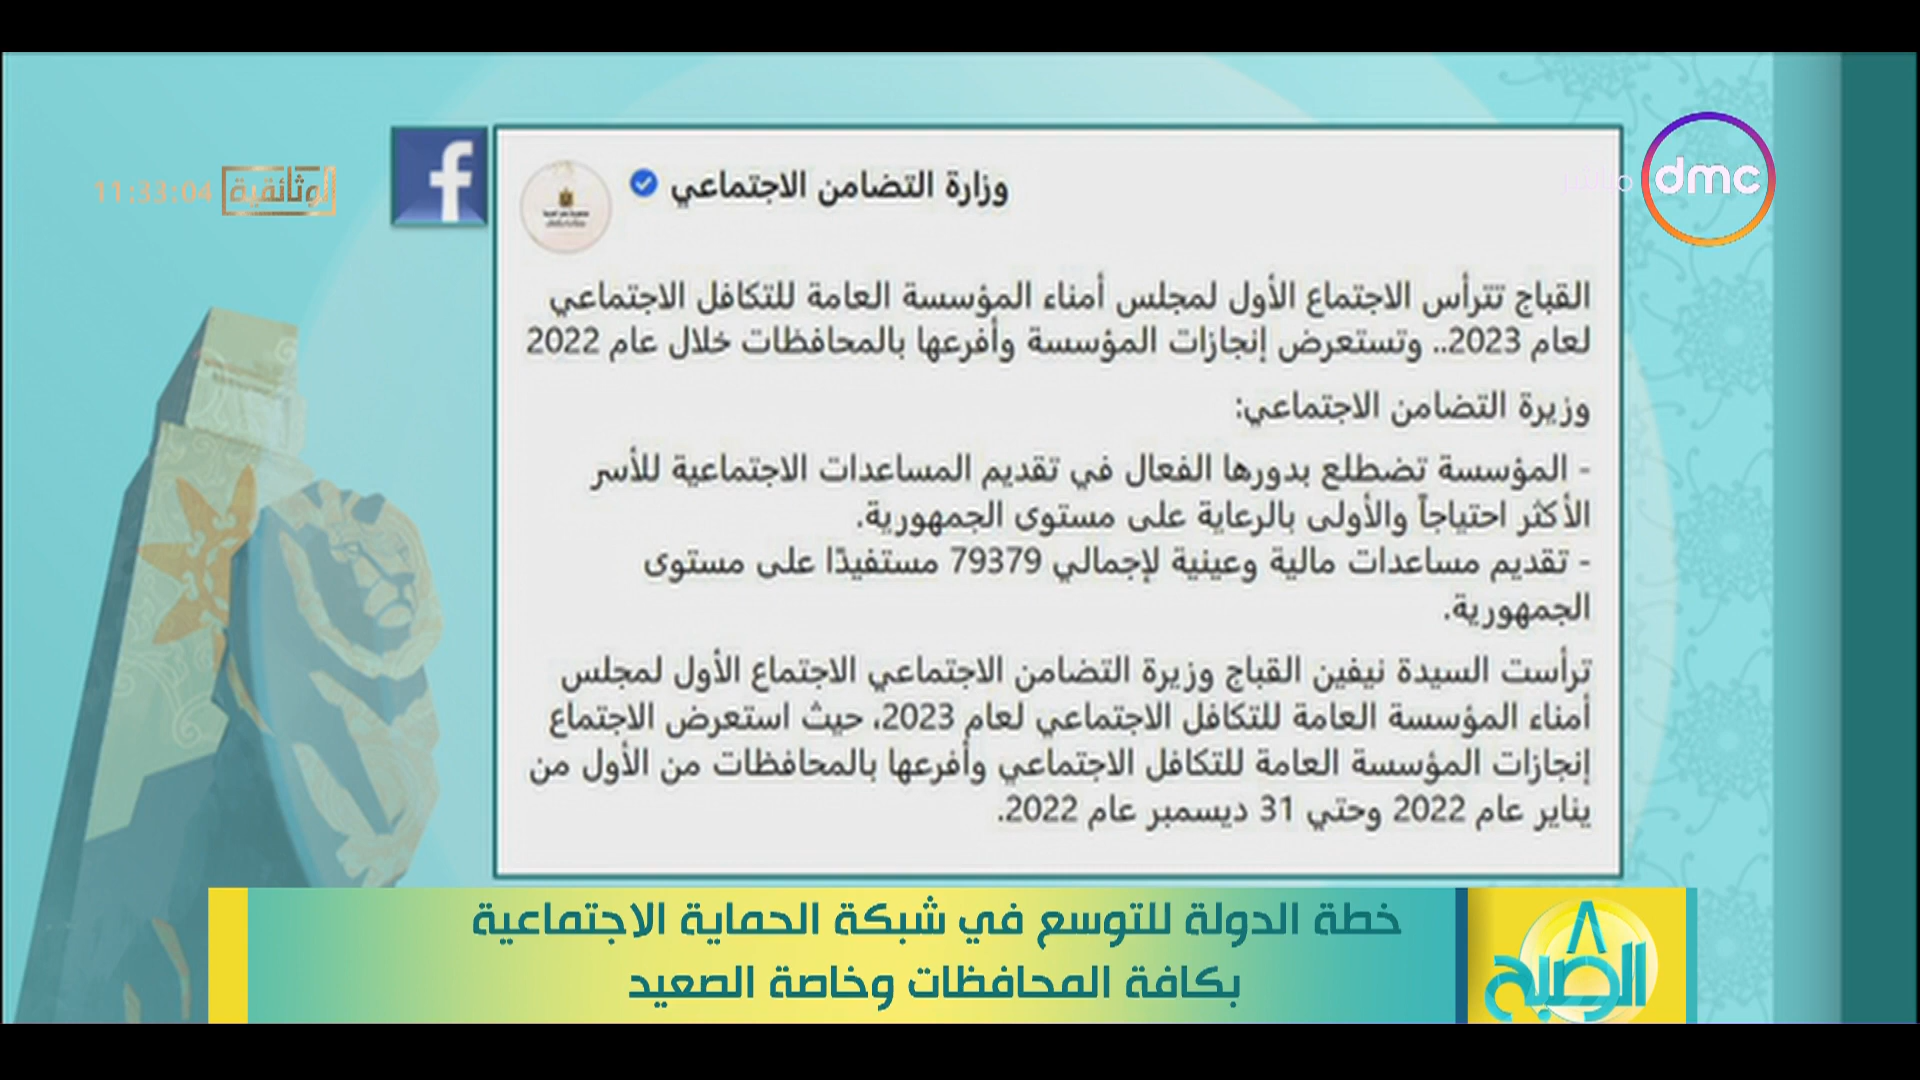 11:33:04
الوثائقية
مباشر
dmc
وزارة التضامن الاجتماعي
القباج تترأس الاجتماع الأول لمجلس أمناء المؤسسة العامة للتكافل الاجتماعي
لعام 2023.. وتستعرض إنجازات المؤسسة وأفرعها بالمحافظات خلال عام 2022
وزيرة التضامن الاجتماعي:
- المؤسسة تضطلع بدورها الفعال في تقديم المساعدات الاجتماعية للأسر
الأكثر احتياجاً والأولى بالرعاية على مستوى الجمهورية.
- تقديم مساعدات مالية وعينية لإجمالي 79379 مستفيدًا على مستوى
الجمهورية.
ترأست السيدة نيفين القباج وزيرة التضامن الاجتماعي الاجتماع الأول لمجلس
أمناء المؤسسة العامة للتكافل الاجتماعي لعام 2023، حيث استعرض الاجتماع
إنجازات المؤسسة العامة للتكافل الاجتماعي وأفرعها بالمحافظات من الأول من
يناير عام 2022 وحتي 31 ديسمبر عام 2022.
خطة الدولة للتوسع في شبكة الحماية الاجتماعية
بكافة المحافظات وخاصة الصعيد
٨ الصبح